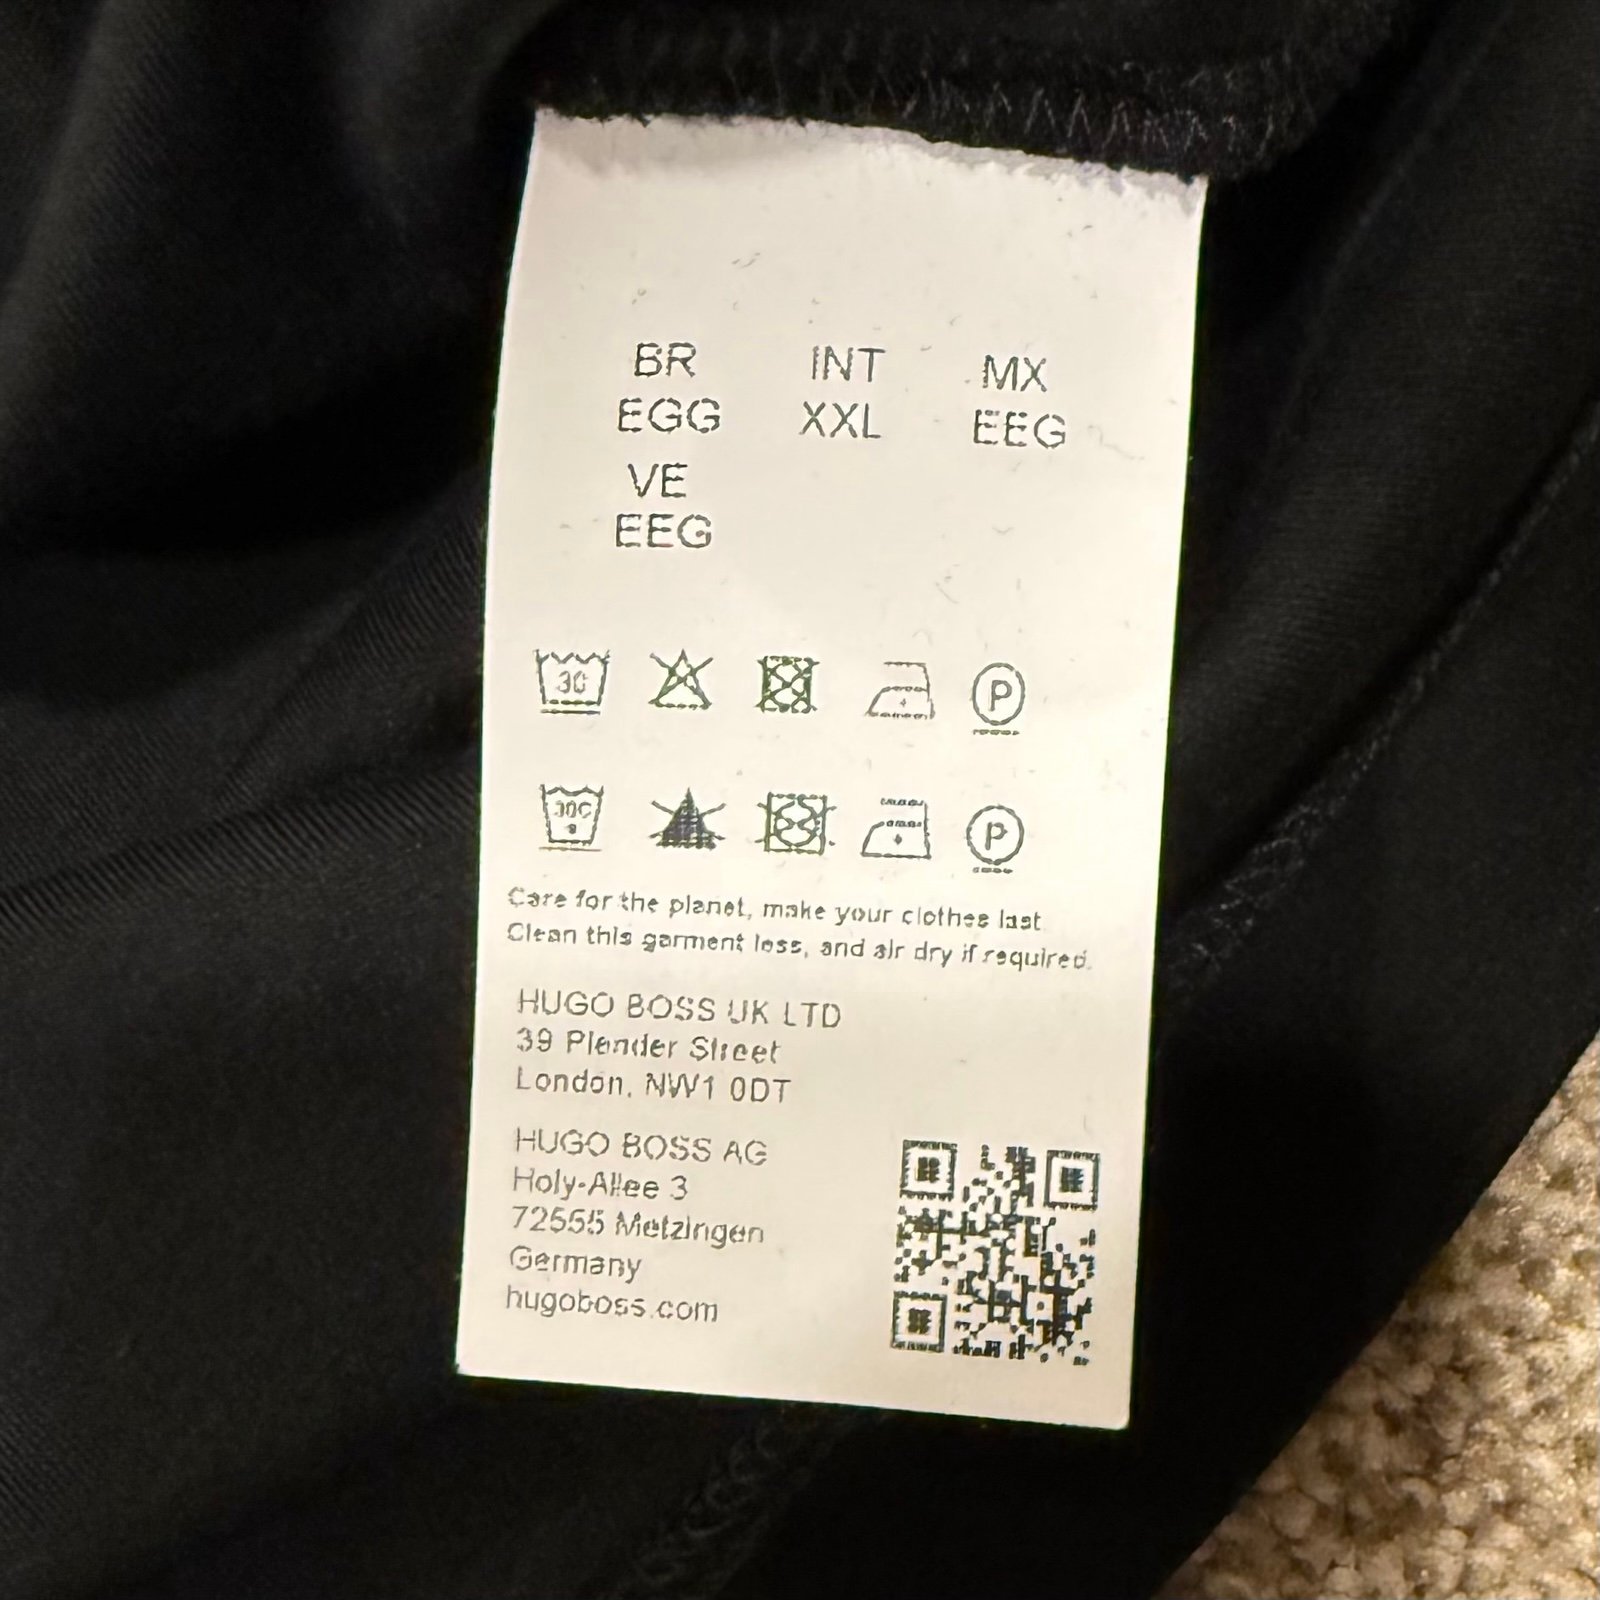 BR INT MX
EGG XXL EEG
VE
EEG
30 P
30C P
Care for the planet, make your clothes last.
Clean this garment less, and air dry if required.
HUGO BOSS UK LTD
39 Plender Street
London, NW1 0DT
HUGO BOSS AG
Holy-Allee 3
72555 Metzingen
Germany
hugoboss.com